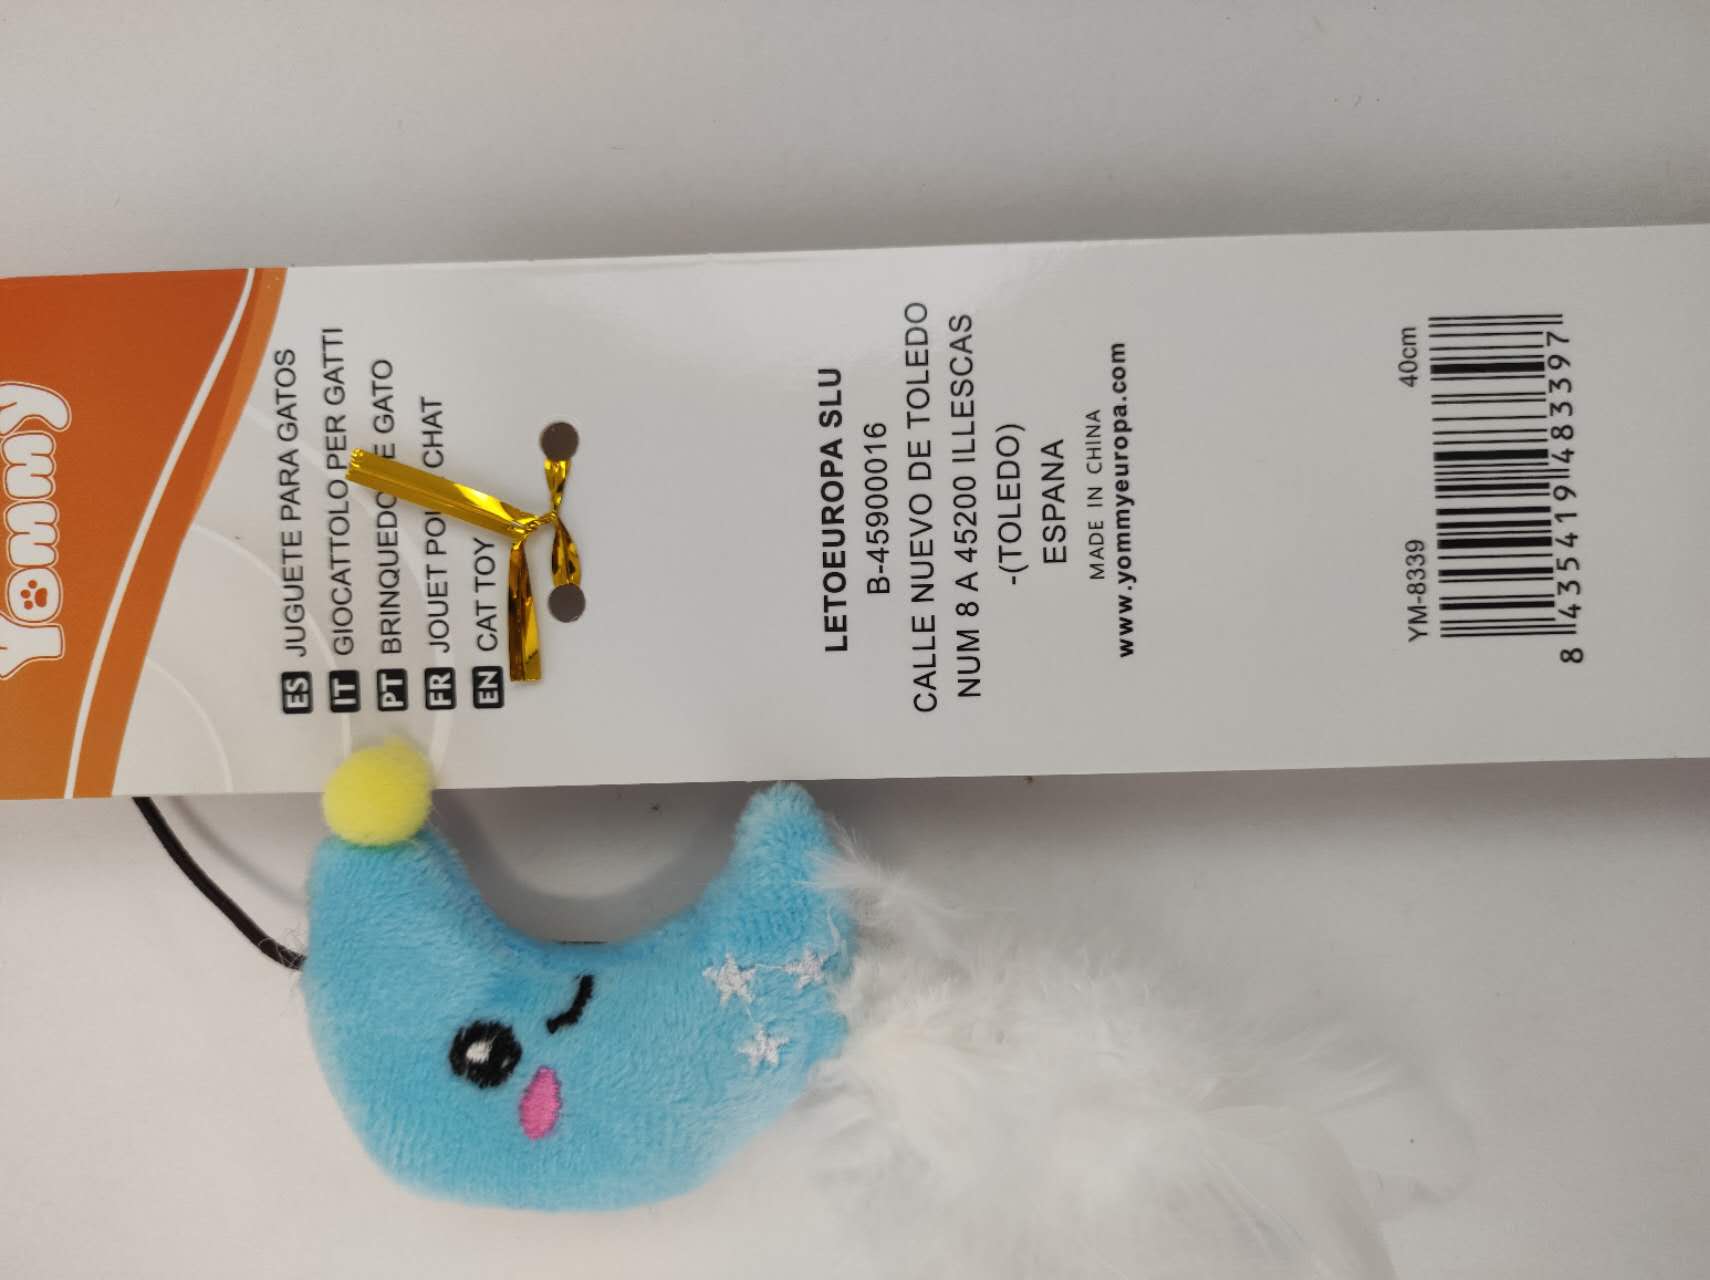 Yommy
ES JUGUETE PARA GATOS
IT GIOCATTOLO PER GATTI
PT BRINQUEDO E GATO
FR JOUET CHAT
EN CAT TOY
LETOEUROPA SLU
B-45900016
CALLE NUEVO DE TOLEDO
NUM 8 A 45200 ILLESCAS
-(TOLEDO)
ESPANA
MADE IN CHINA
www.yommyeuropa.com
YM-8339 40cm
8 435419 483397